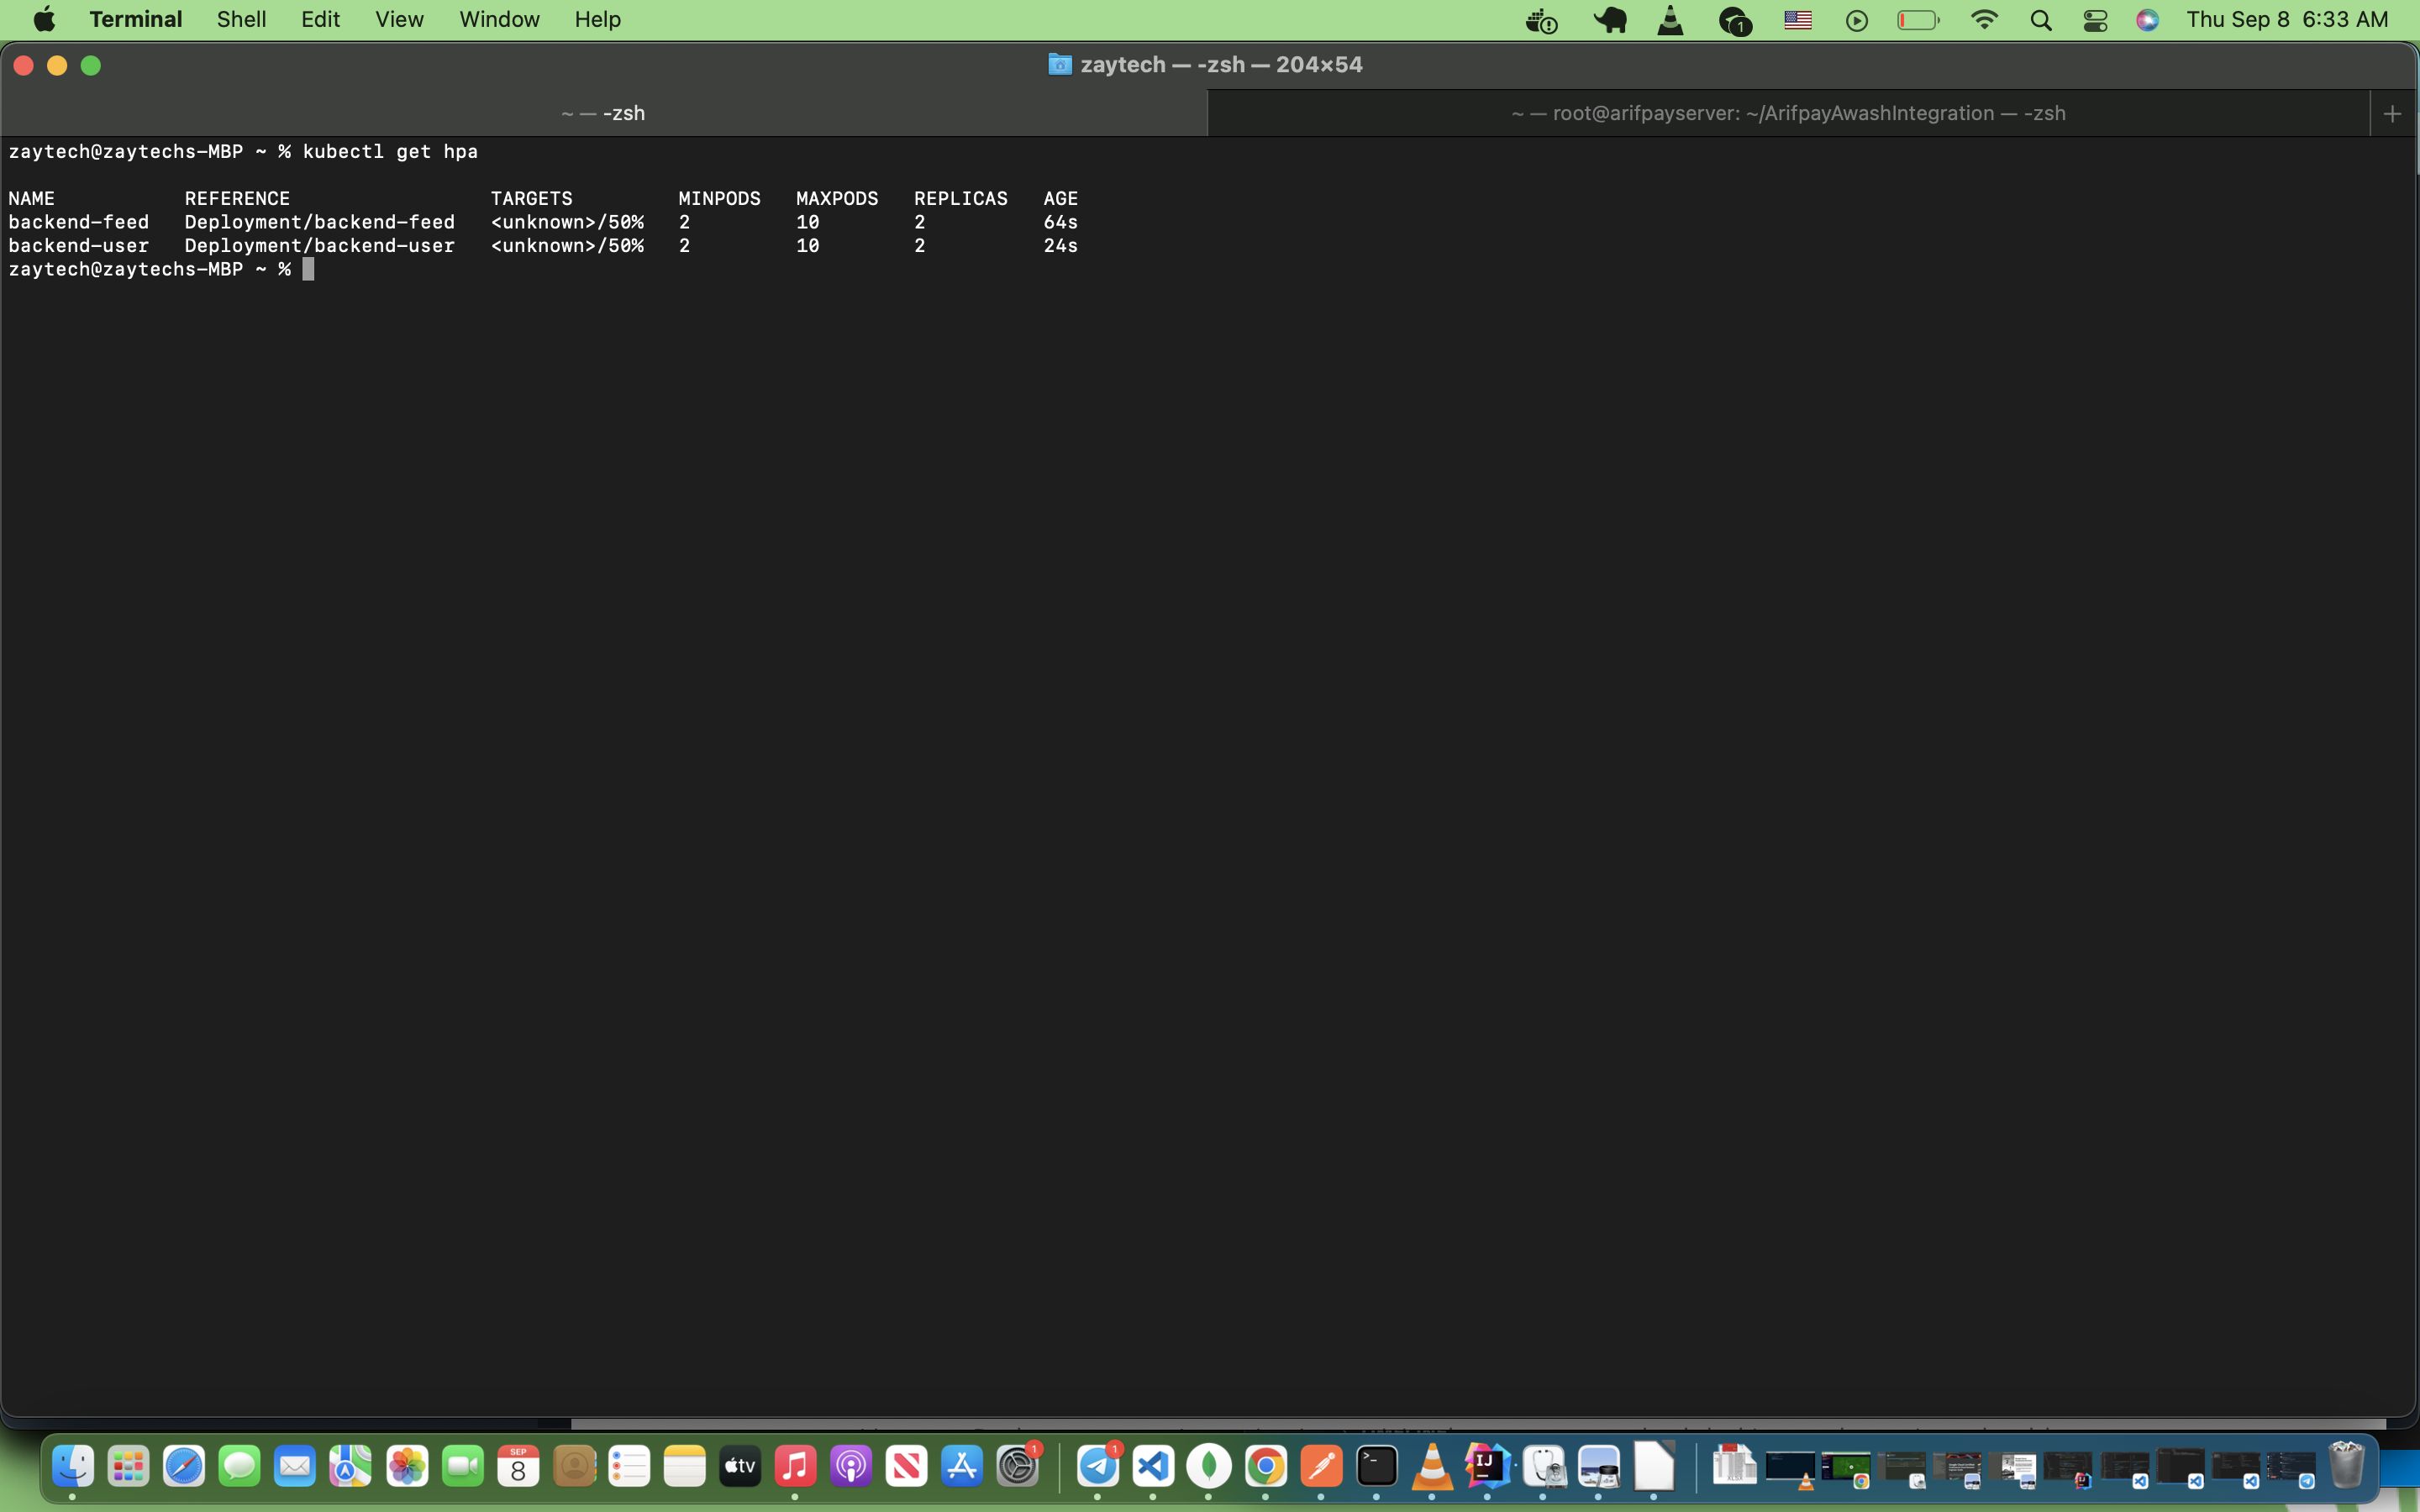 Terminal Shell Edit View Window Help 1 Thu Sep 8 6:33 AM
zaytech — -zsh — 204×54
~ — -zsh
~ — root@arifpayserver: ~/ArifpayAwashIntegration — -zsh
zaytech@zaytechs-MBP ~ % kubectl get hpa
NAME REFERENCE TARGETS MINPODS MAXPODS REPLICAS AGE
backend-feed Deployment/backend-feed <unknown>/50% 2 10 2 64s
backend-user Deployment/backend-user <unknown>/50% 2 10 2 24s
zaytech@zaytechs-MBP ~ %
SEP
8
tv
1
1
>_
IJ